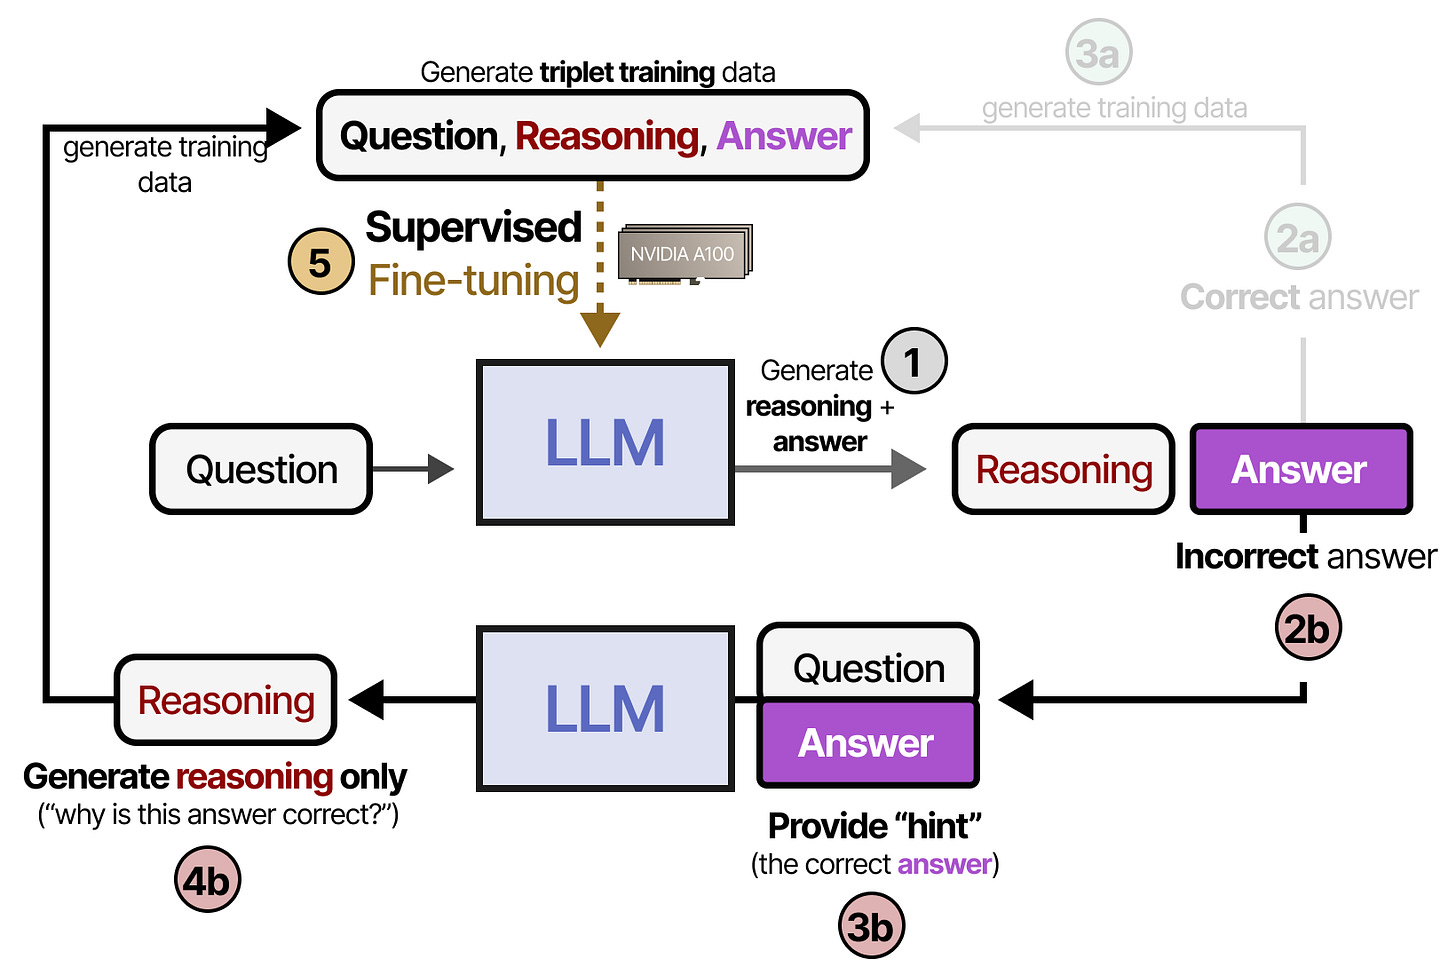 3a
generate training data
Generate triplet training data
Question, Reasoning, Answer
generate training
data
2a
Correct answer
5
Supervised
Fine-tuning
NVIDIA A100
1
Generate
reasoning +
answer
Question
LLM
Reasoning
Answer
Incorrect answer
2b
Question
Answer
LLM
Reasoning
Provide “hint”
(the correct answer)
3b
Generate reasoning only
(“why is this answer correct?”)
4b